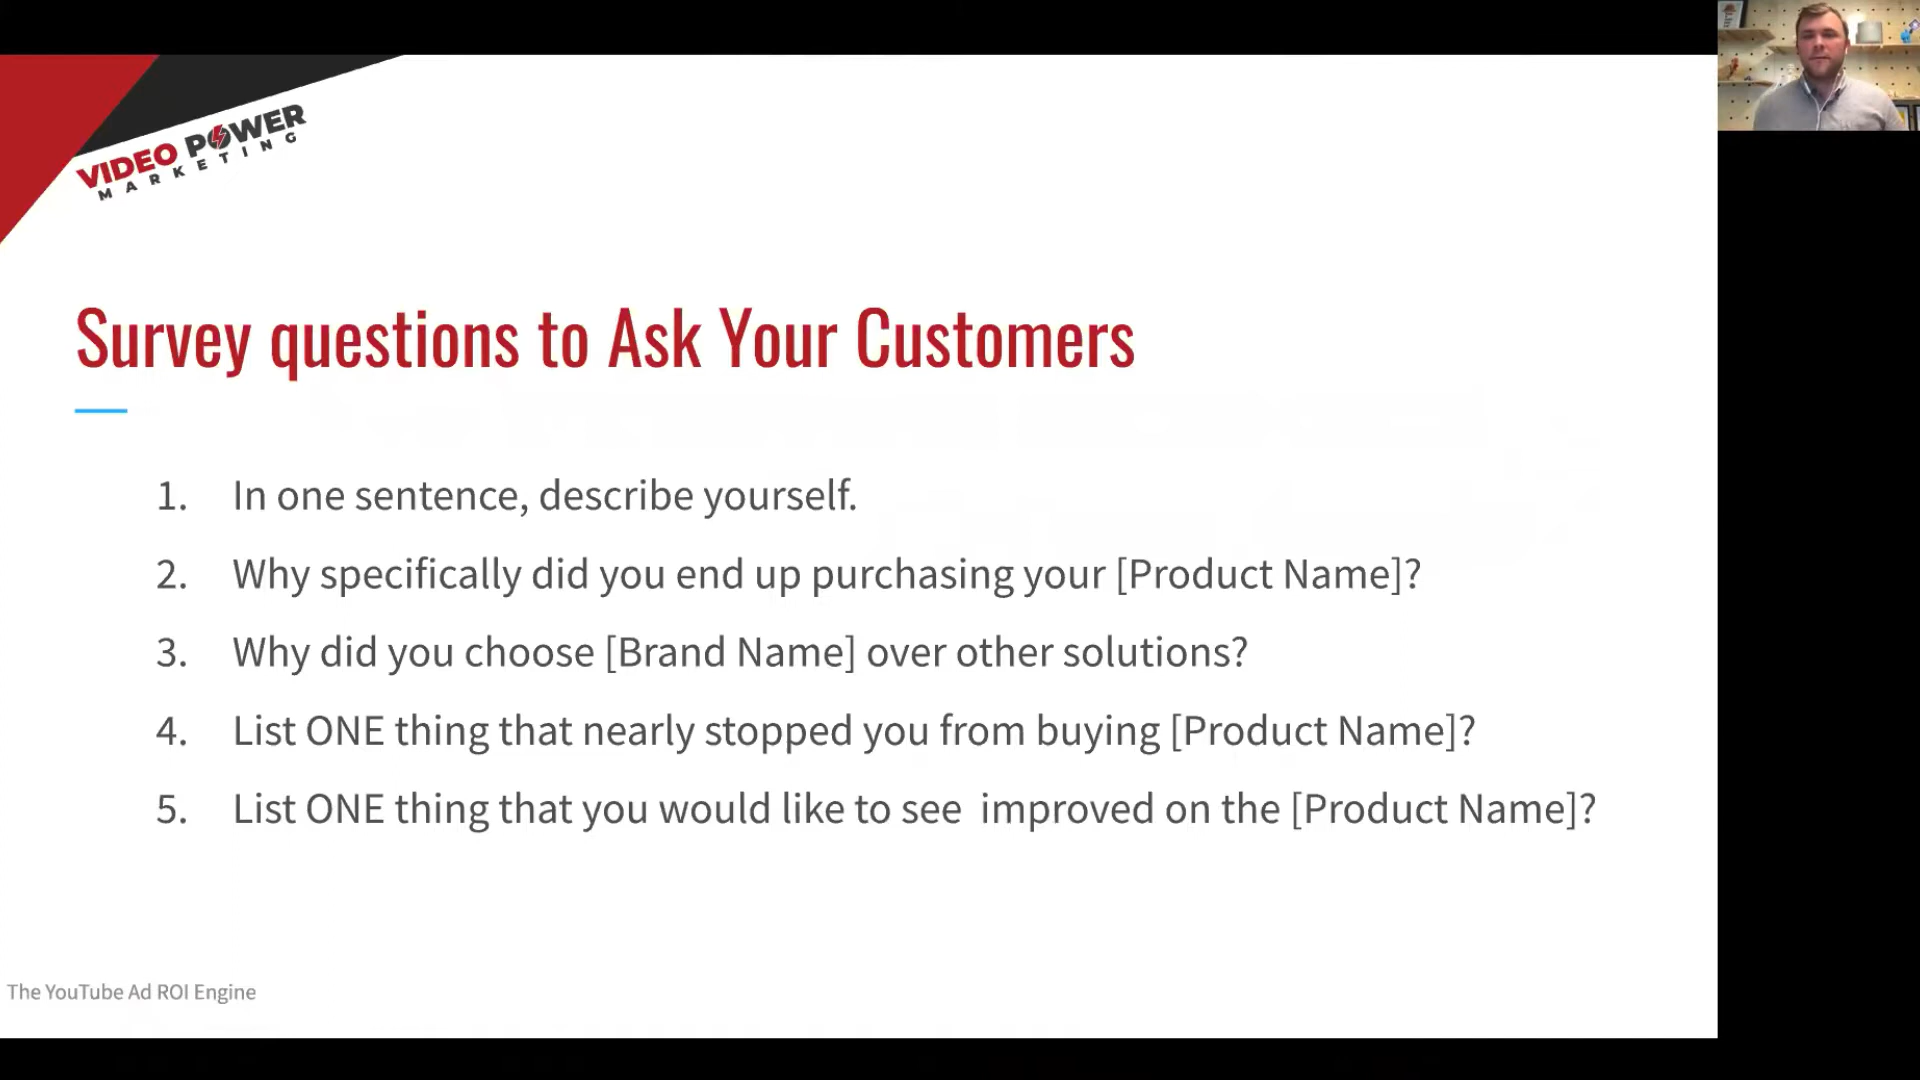 VIDEO POWER
MARKETING
Survey questions to Ask Your Customers
1. In one sentence, describe yourself.
2. Why specifically did you end up purchasing your [Product Name]?
3. Why did you choose [Brand Name] over other solutions?
4. List ONE thing that nearly stopped you from buying [Product Name]?
5. List ONE thing that you would like to see improved on the [Product Name]?
The YouTube Ad ROI Engine